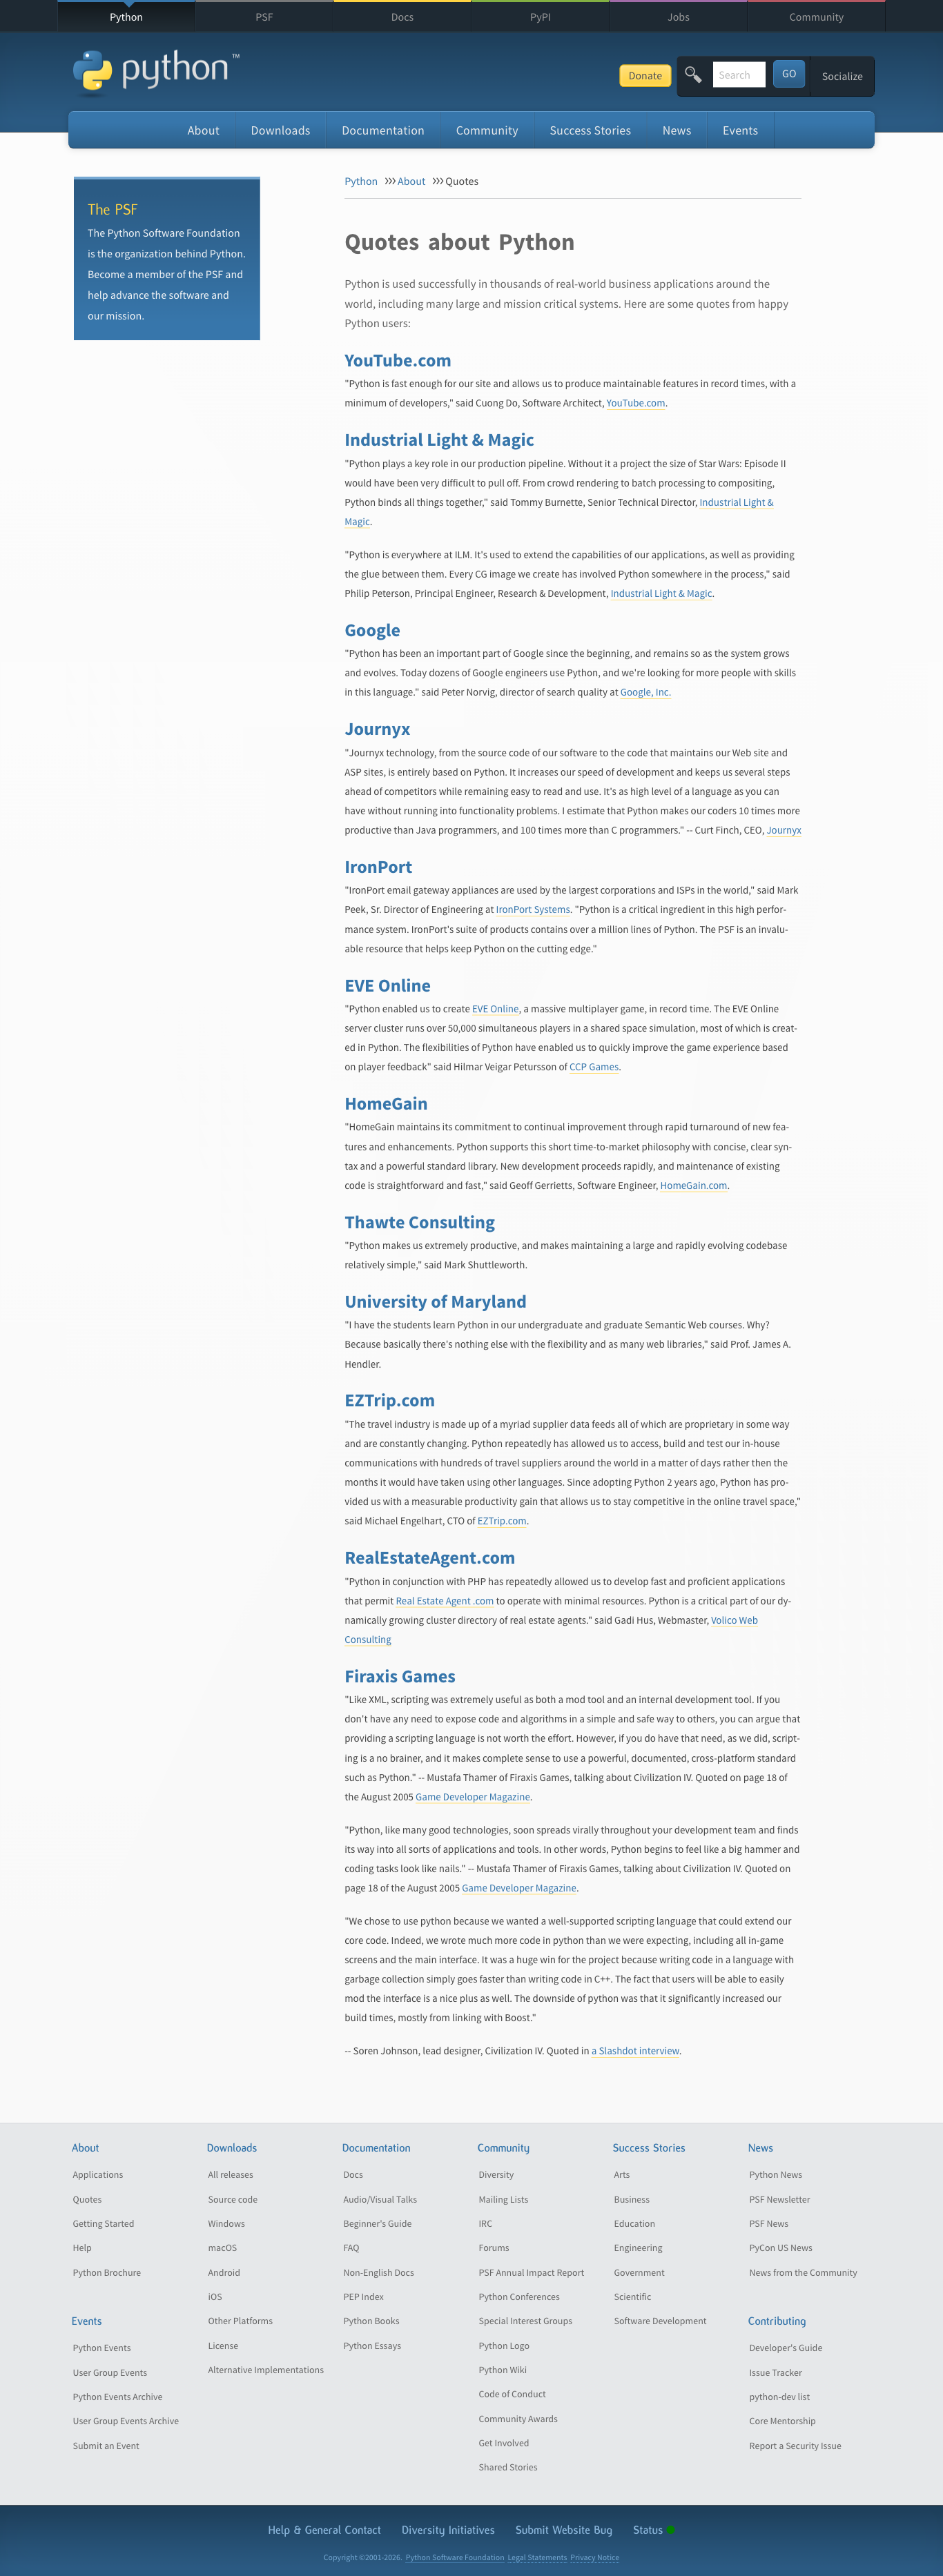 Python
PSF
Docs
PyPI
Jobs
Community
python™
Donate
Search
GO
Socialize
About
Downloads
Documentation
Community
Success Stories
News
Events
The PSF
The Python Software Foundation
is the organization behind Python.
Become a member of the PSF and
help advance the software and
our mission.
Python >>> About >>> Quotes
Quotes about Python
Python is used successfully in thousands of real-world business applications around the
world, including many large and mission critical systems. Here are some quotes from happy
Python users:
YouTube.com
"Python is fast enough for our site and allows us to produce maintainable features in record times, with a
minimum of developers," said Cuong Do, Software Architect, YouTube.com.
Industrial Light & Magic
"Python plays a key role in our production pipeline. Without it a project the size of Star Wars: Episode II
would have been very difficult to pull off. From crowd rendering to batch processing to compositing,
Python binds all things together," said Tommy Burnette, Senior Technical Director, Industrial Light &
Magic.
"Python is everywhere at ILM. It's used to extend the capabilities of our applications, as well as providing
the glue between them. Every CG image we create has involved Python somewhere in the process," said
Philip Peterson, Principal Engineer, Research & Development, Industrial Light & Magic.
Google
"Python has been an important part of Google since the beginning, and remains so as the system grows
and evolves. Today dozens of Google engineers use Python, and we're looking for more people with skills
in this language." said Peter Norvig, director of search quality at Google, Inc.
Journyx
"Journyx technology, from the source code of our software to the code that maintains our Web site and
ASP sites, is entirely based on Python. It increases our speed of development and keeps us several steps
ahead of competitors while remaining easy to read and use. It's as high level of a language as you can
have without running into functionality problems. I estimate that Python makes our coders 10 times more
productive than Java programmers, and 100 times more than C programmers." -- Curt Finch, CEO, Journyx
IronPort
"IronPort email gateway appliances are used by the largest corporations and ISPs in the world," said Mark
Peek, Sr. Director of Engineering at IronPort Systems. "Python is a critical ingredient in this high perfor-
mance system. IronPort's suite of products contains over a million lines of Python. The PSF is an invalu-
able resource that helps keep Python on the cutting edge."
EVE Online
"Python enabled us to create EVE Online, a massive multiplayer game, in record time. The EVE Online
server cluster runs over 50,000 simultaneous players in a shared space simulation, most of which is creat-
ed in Python. The flexibilities of Python have enabled us to quickly improve the game experience based
on player feedback" said Hilmar Veigar Petursson of CCP Games.
HomeGain
"HomeGain maintains its commitment to continual improvement through rapid turnaround of new fea-
tures and enhancements. Python supports this short time-to-market philosophy with concise, clear syn-
tax and a powerful standard library. New development proceeds rapidly, and maintenance of existing
code is straightforward and fast," said Geoff Gerrietts, Software Engineer, HomeGain.com.
Thawte Consulting
"Python makes us extremely productive, and makes maintaining a large and rapidly evolving codebase
relatively simple," said Mark Shuttleworth.
University of Maryland
"I have the students learn Python in our undergraduate and graduate Semantic Web courses. Why?
Because basically there's nothing else with the flexibility and as many web libraries," said Prof. James A.
Hendler.
EZTrip.com
"The travel industry is made up of a myriad supplier data feeds all of which are proprietary in some way
and are constantly changing. Python repeatedly has allowed us to access, build and test our in-house
communications with hundreds of travel suppliers around the world in a matter of days rather then the
months it would have taken using other languages. Since adopting Python 2 years ago, Python has pro-
vided us with a measurable productivity gain that allows us to stay competitive in the online travel space,"
said Michael Engelhart, CTO of EZTrip.com.
RealEstateAgent.com
"Python in conjunction with PHP has repeatedly allowed us to develop fast and proficient applications
that permit Real Estate Agent .com to operate with minimal resources. Python is a critical part of our dy-
namically growing cluster directory of real estate agents." said Gadi Hus, Webmaster, Volico Web
Consulting
Firaxis Games
"Like XML, scripting was extremely useful as both a mod tool and an internal development tool. If you
don't have any need to expose code and algorithms in a simple and safe way to others, you can argue that
providing a scripting language is not worth the effort. However, if you do have that need, as we did, script-
ing is a no brainer, and it makes complete sense to use a powerful, documented, cross-platform standard
such as Python." -- Mustafa Thamer of Firaxis Games, talking about Civilization IV. Quoted on page 18 of
the August 2005 Game Developer Magazine.
"Python, like many good technologies, soon spreads virally throughout your development team and finds
its way into all sorts of applications and tools. In other words, Python begins to feel like a big hammer and
coding tasks look like nails." -- Mustafa Thamer of Firaxis Games, talking about Civilization IV. Quoted on
page 18 of the August 2005 Game Developer Magazine.
"We chose to use python because we wanted a well-supported scripting language that could extend our
core code. Indeed, we wrote much more code in python than we were expecting, including all in-game
screens and the main interface. It was a huge win for the project because writing code in a language with
garbage collection simply goes faster than writing code in C++. The fact that users will be able to easily
mod the interface is a nice plus as well. The downside of python was that it significantly increased our
build times, mostly from linking with Boost."
-- Soren Johnson, lead designer, Civilization IV. Quoted in a Slashdot interview.
About
Applications
Quotes
Getting Started
Help
Python Brochure
Downloads
All releases
Source code
Windows
macOS
Android
iOS
Other Platforms
License
Alternative Implementations
Documentation
Docs
Audio/Visual Talks
Beginner's Guide
FAQ
Non-English Docs
PEP Index
Python Books
Python Essays
Community
Diversity
Mailing Lists
IRC
Forums
PSF Annual Impact Report
Python Conferences
Special Interest Groups
Python Logo
Python Wiki
Code of Conduct
Community Awards
Get Involved
Shared Stories
Success Stories
Arts
Business
Education
Engineering
Government
Scientific
Software Development
News
Python News
PSF Newsletter
PSF News
PyCon US News
News from the Community
Events
Python Events
User Group Events
Python Events Archive
User Group Events Archive
Submit an Event
Contributing
Developer's Guide
Issue Tracker
python-dev list
Core Mentorship
Report a Security Issue
Help & General Contact
Diversity Initiatives
Submit Website Bug
Status
Copyright ©2001-2026. Python Software Foundation Legal Statements Privacy Notice